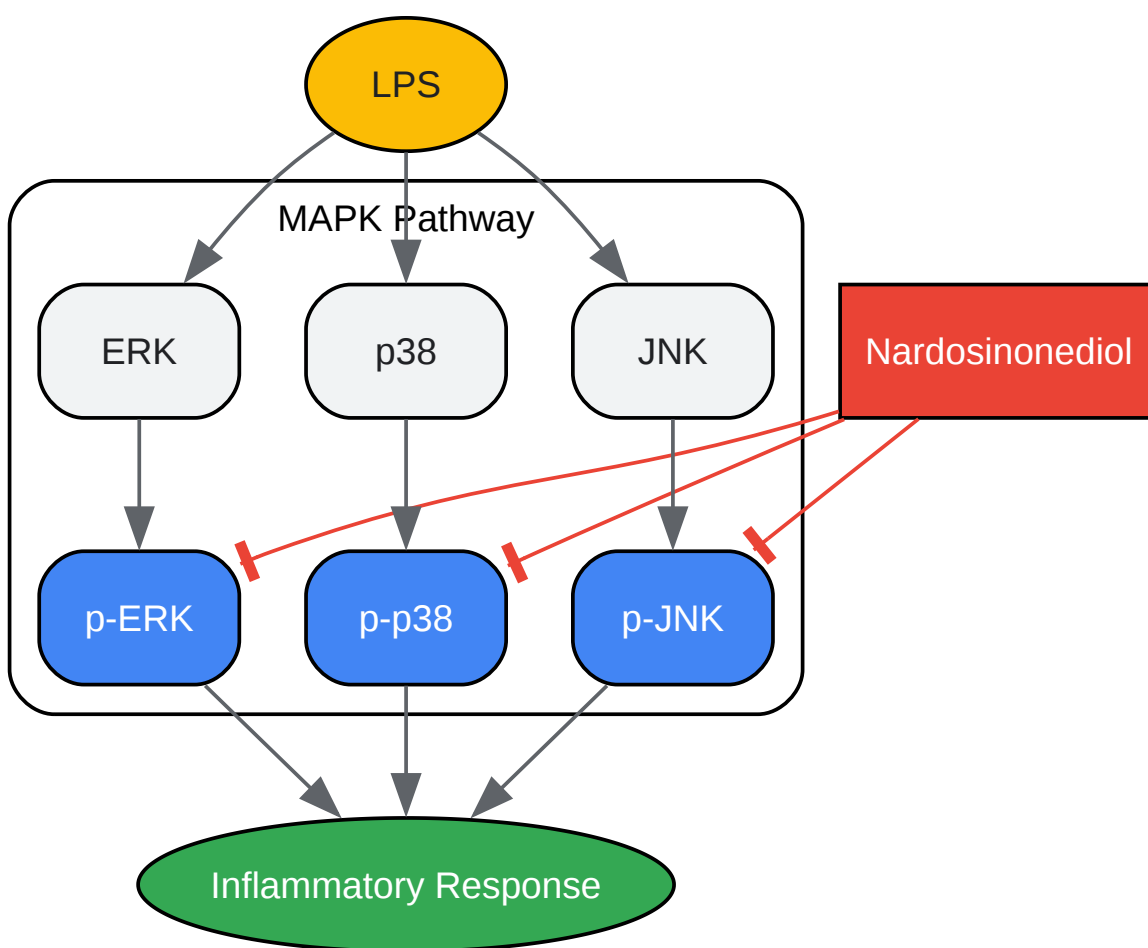 LPS
MAPK Pathway
ERK
p38
JNK
Nardosinonediol
p-ERK
p-p38
p-JNK
Inflammatory Response